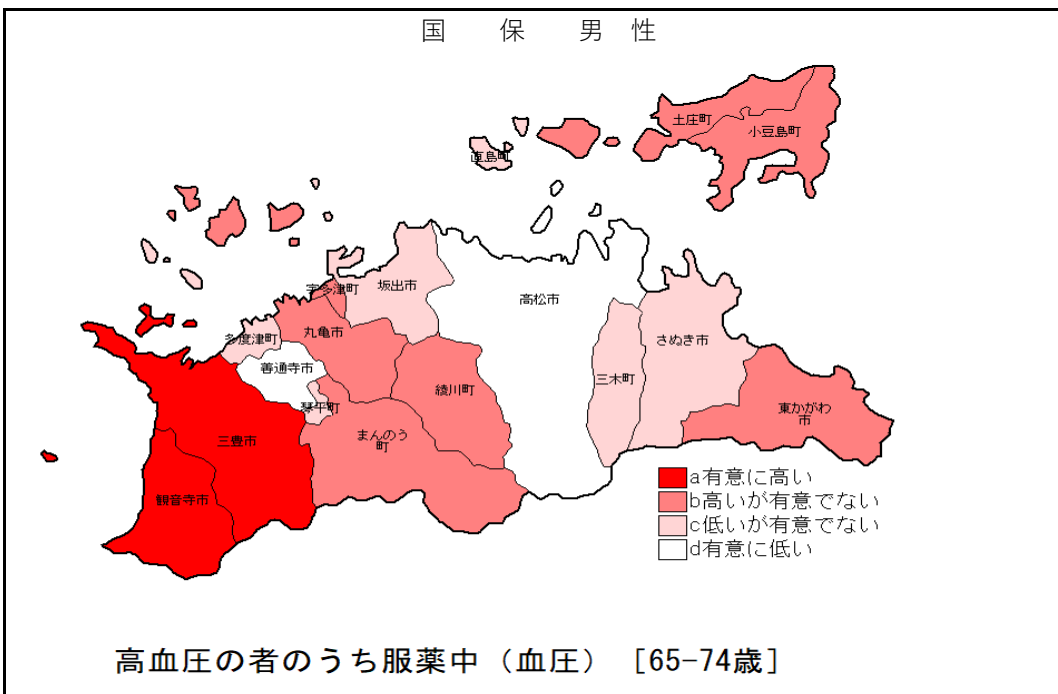 国保男性
土庄町
小豆島町
直島町
宇多津町
坂出市
高松市
丸亀市
多度津町
さぬき市
善通寺市
三木町
綾川町
琴平町
東かがわ
市
まんのう
町
三豊市
観音寺市
a有意に高い
b高いが有意でない
c低いが有意でない
d有意に低い
高血圧の者のうち服薬中（血圧）［65-74歳］